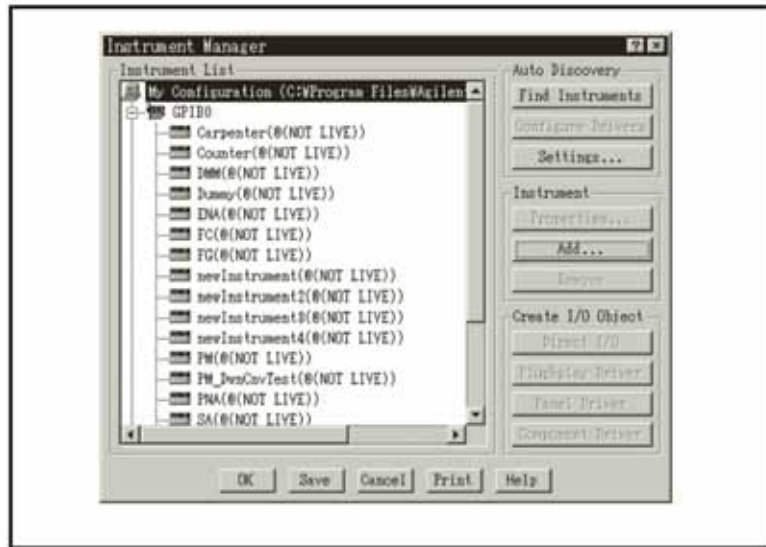 Instrument Manager
Instrument List
My Configuration (C:\Program Files\Agilen
GPIB0
Carpenter(@(NOT LIVE))
Counter(@(NOT LIVE))
DMM(@(NOT LIVE))
Dummy(@(NOT LIVE))
ENA(@(NOT LIVE))
FC(@(NOT LIVE))
FG(@(NOT LIVE))
newInstrument(@(NOT LIVE))
newInstrument2(@(NOT LIVE))
newInstrument3(@(NOT LIVE))
newInstrument4(@(NOT LIVE))
PM(@(NOT LIVE))
PM_DwnCnvTest(@(NOT LIVE))
PNA(@(NOT LIVE))
SA(@(NOT LIVE))
Auto Discovery
Find Instruments
Configure Drivers
Settings...
Instrument
Properties...
Add...
Remove
Create I/O Object
Direct I/O
Plug&play Driver
Panel Driver
Component Driver
OK
Save
Cancel
Print
Help